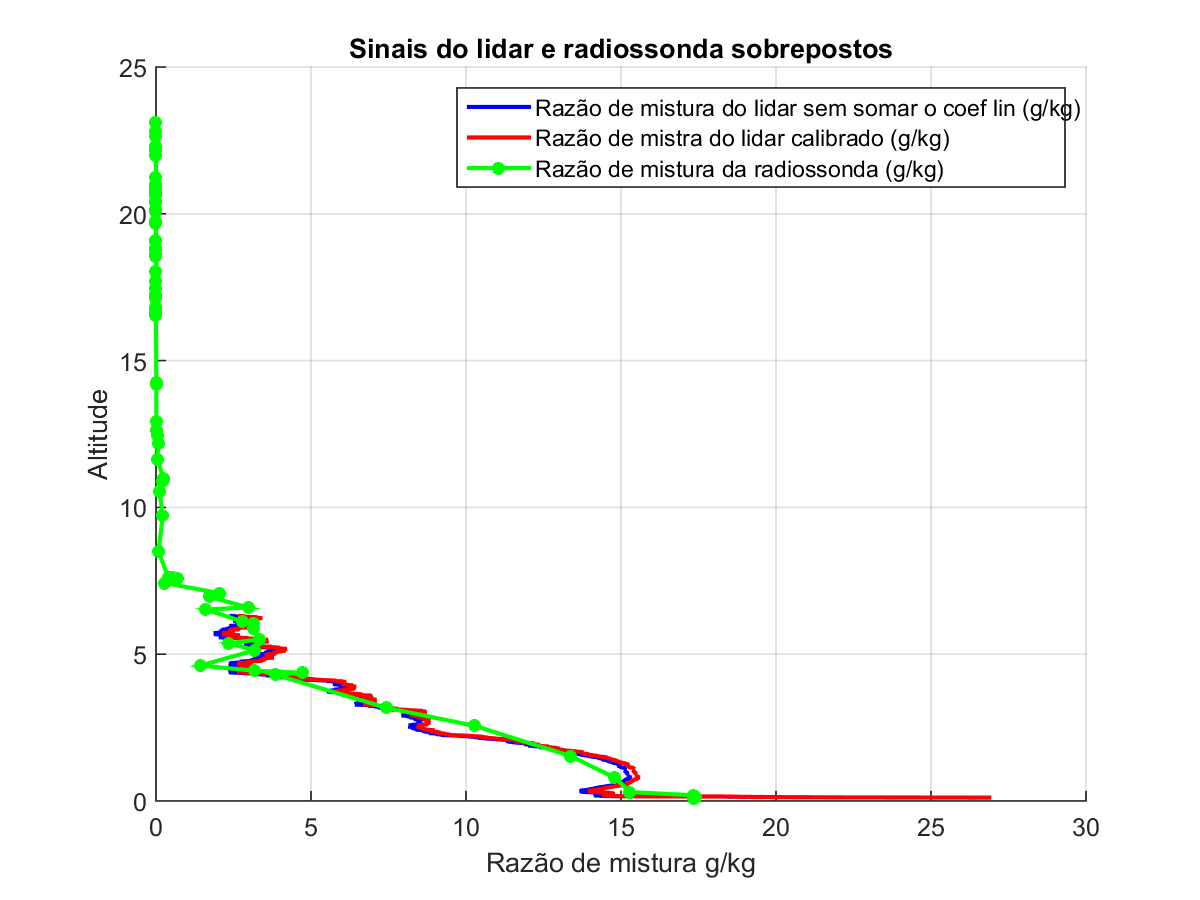 Sinais do lidar e radiossonda sobrepostos
25
20
15
10
5
0
Altitude
Razão de mistura do lidar sem somar o coef lin (g/kg)
Razão de mistra do lidar calibrado (g/kg)
Razão de mistura da radiossonda (g/kg)
0 5 10 15 20 25 30
Razão de mistura g/kg